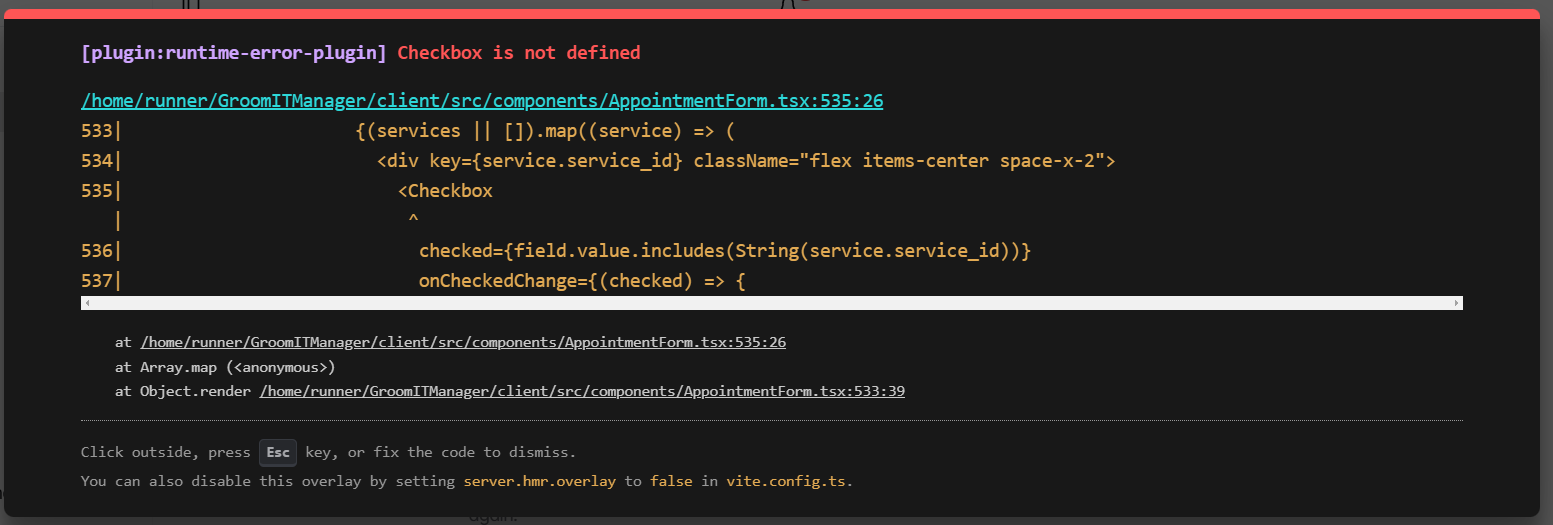 [plugin:runtime-error-plugin] Checkbox is not defined
/home/runner/GroomITManager/client/src/components/AppointmentForm.tsx:535:26
533|                      {(services || []).map((service) => (
534|                        <div key={service.service_id} className="flex items-center space-x-2">
535|                          <Checkbox
   |                           ^
536|                            checked={field.value.includes(String(service.service_id))}
537|                            onCheckedChange={(checked) => {
at /home/runner/GroomITManager/client/src/components/AppointmentForm.tsx:535:26
at Array.map (<anonymous>)
at Object.render /home/runner/GroomITManager/client/src/components/AppointmentForm.tsx:533:39
Click outside, press Esc key, or fix the code to dismiss.
You can also disable this overlay by setting server.hmr.overlay to false in vite.config.ts.